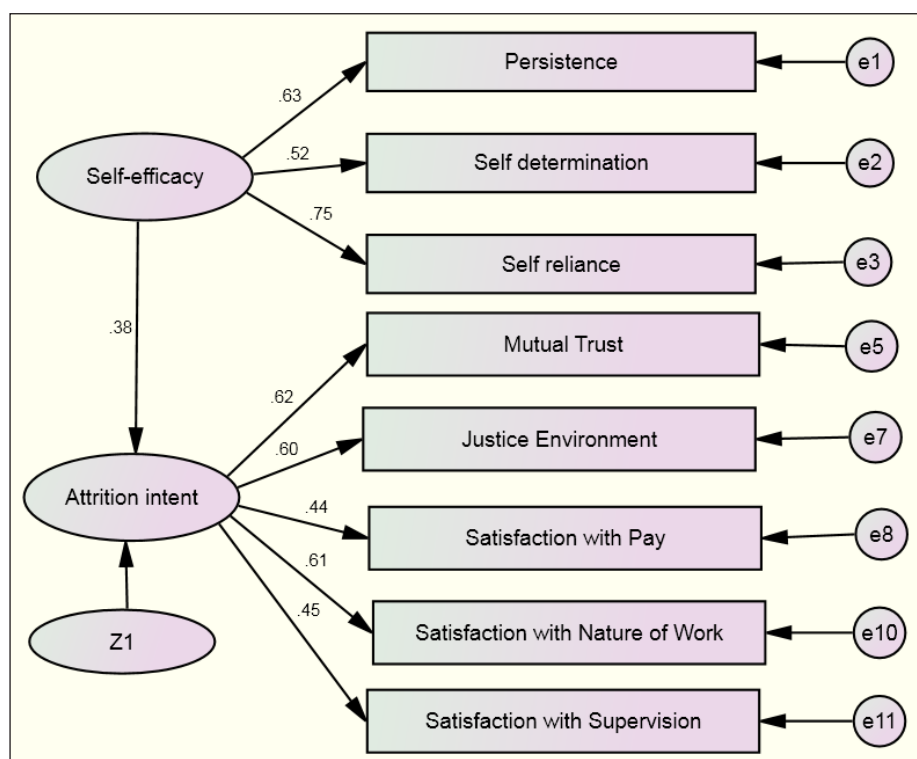 Persistence
e1
.63
Self determination
e2
.52
Self-efficacy
.75
Self reliance
e3
.38
Mutual Trust
e5
.62
Justice Environment
e7
.60
Attrition intent
.44
Satisfaction with Pay
e8
.61
.45
Satisfaction with Nature of Work
e10
Z1
Satisfaction with Supervision
e11